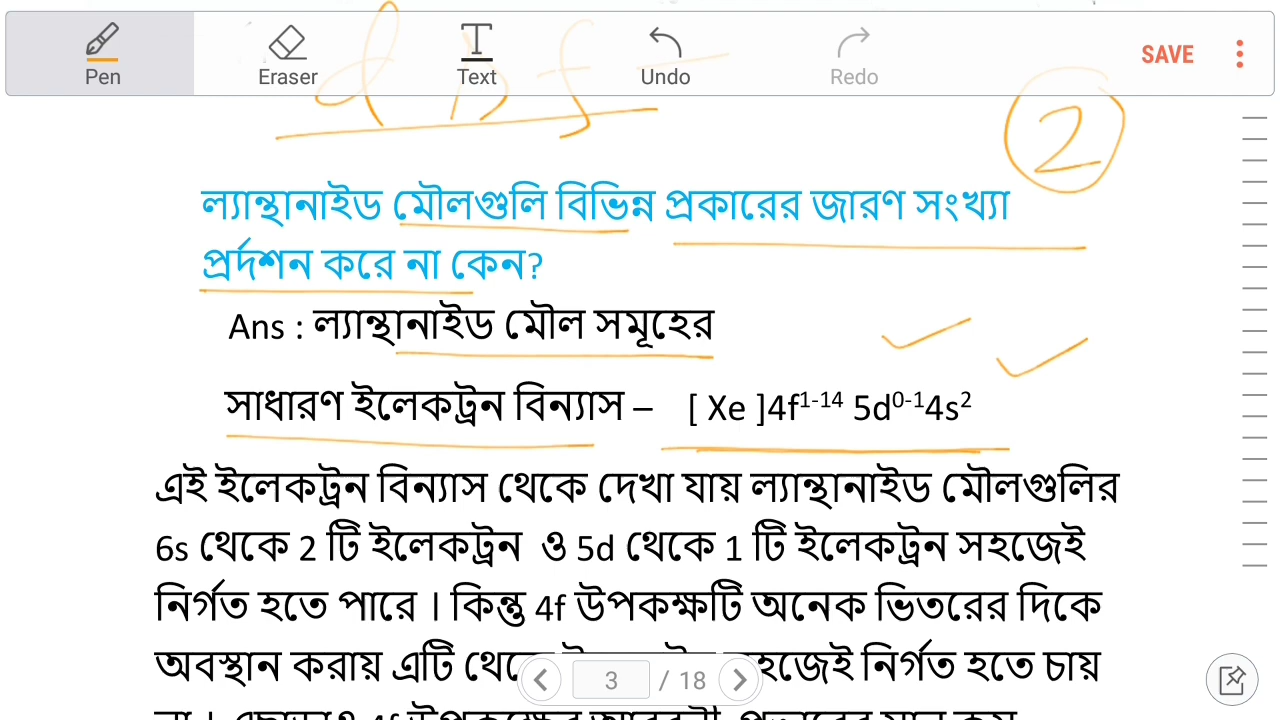 Pen
Eraser
Text
Undo
Redo
SAVE
d f
2
ল্যান্থানাইড মৌলগুলি বিভিন্ন প্রকারের জারণ সংখ্যা
প্রর্দশন করে না কেন?
Ans : ল্যান্থানাইড মৌল সমূহের
সাধারণ ইলেকট্রন বিন্যাস – [ Xe ]4f¹⁻¹⁴ 5d⁰⁻¹4s²
এই ইলেকট্রন বিন্যাস থেকে দেখা যায় ল্যান্থানাইড মৌলগুলির
6s থেকে 2 টি ইলেকট্রন ও 5d থেকে 1 টি ইলেকট্রন সহজেই
নির্গত হতে পারে । কিন্তু 4f উপকক্ষটি অনেক ভিতরের দিকে
অবস্থান করায় এটি নির্গত হতে চায়
3 / 18